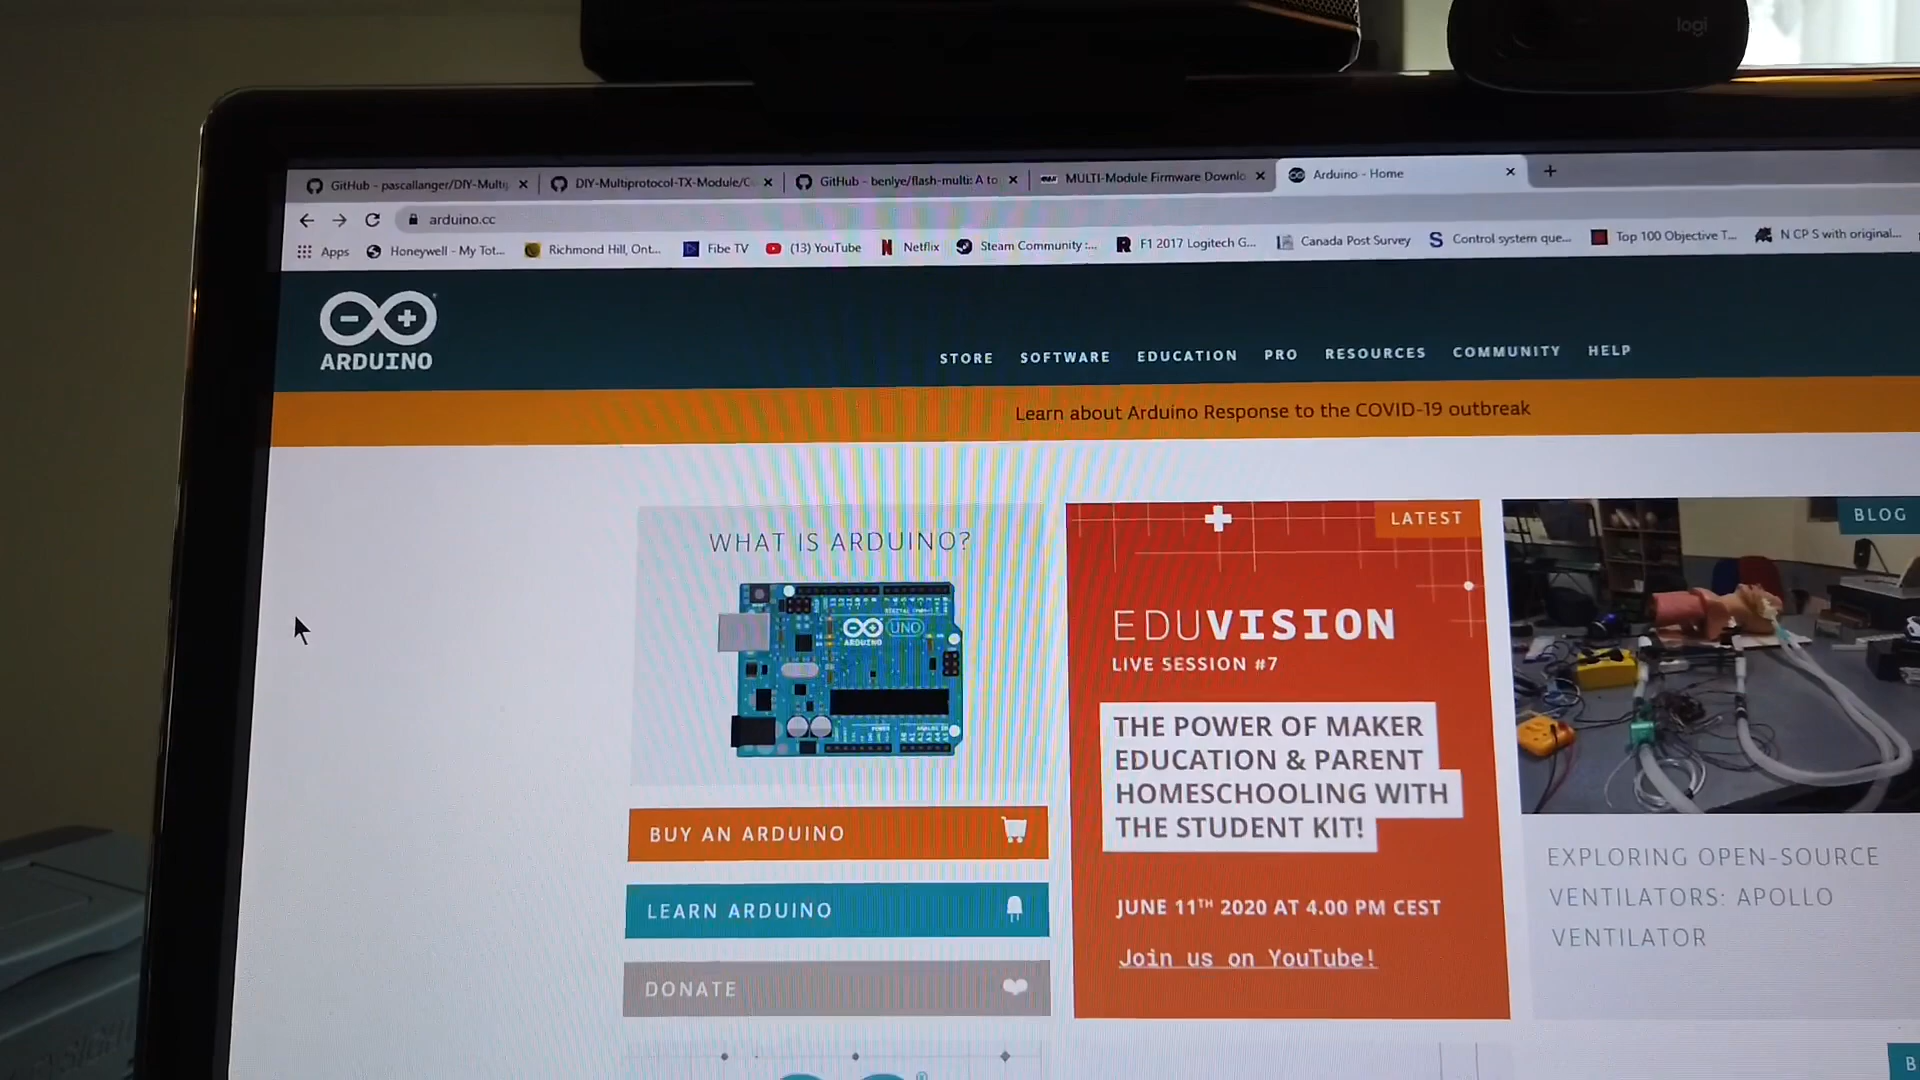 logi
GitHub - pascallanger/DIY-Multip
DIY-Multiprotocol-TX-Module/C
GitHub - benlye/flash-multi: A to
MULTI-Module Firmware Downlo
Arduino - Home
arduino.cc
Apps
Honeywell - My Tot...
Richmond Hill, Ont...
Fibe TV
(13) YouTube
Netflix
Steam Community :...
F1 2017 Logitech G...
Canada Post Survey
Control system que...
Top 100 Objective T...
N CP S with original...
ARDUINO
STORE
SOFTWARE
EDUCATION
PRO
RESOURCES
COMMUNITY
HELP
Learn about Arduino Response to the COVID-19 outbreak
WHAT IS ARDUINO?
UNO
ARDUINO
BUY AN ARDUINO
LEARN ARDUINO
DONATE
LATEST
EDUVISION
LIVE SESSION #7
THE POWER OF MAKER
EDUCATION & PARENT
HOMESCHOOLING WITH
THE STUDENT KIT!
JUNE 11TH 2020 AT 4.00 PM CEST
Join us on YouTube!
BLOG
EXPLORING OPEN-SOURCE
VENTILATORS: APOLLO
VENTILATOR